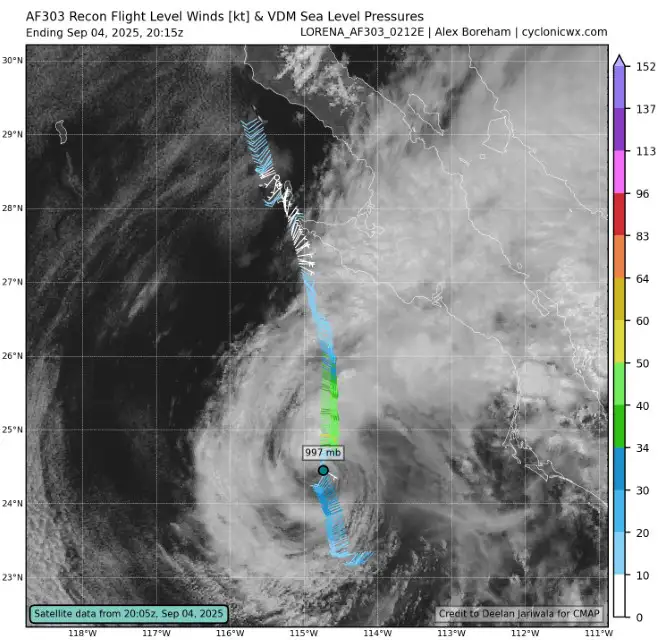 AF303 Recon Flight Level Winds [kt] & VDM Sea Level Pressures
Ending Sep 04, 2025, 20:15z
LORENA_AF303_0212E | Alex Boreham | cyclonicwx.com
30°N
29°N
28°N
27°N
26°N
25°N
24°N
23°N
997 mb
152
137
113
96
83
64
60
50
40
34
30
20
10
0
Satellite data from 20:05z, Sep 04, 2025
Credit to Deelan Jariwala for CMAP
118°W 117°W 116°W 115°W 114°W 113°W 112°W 111°W